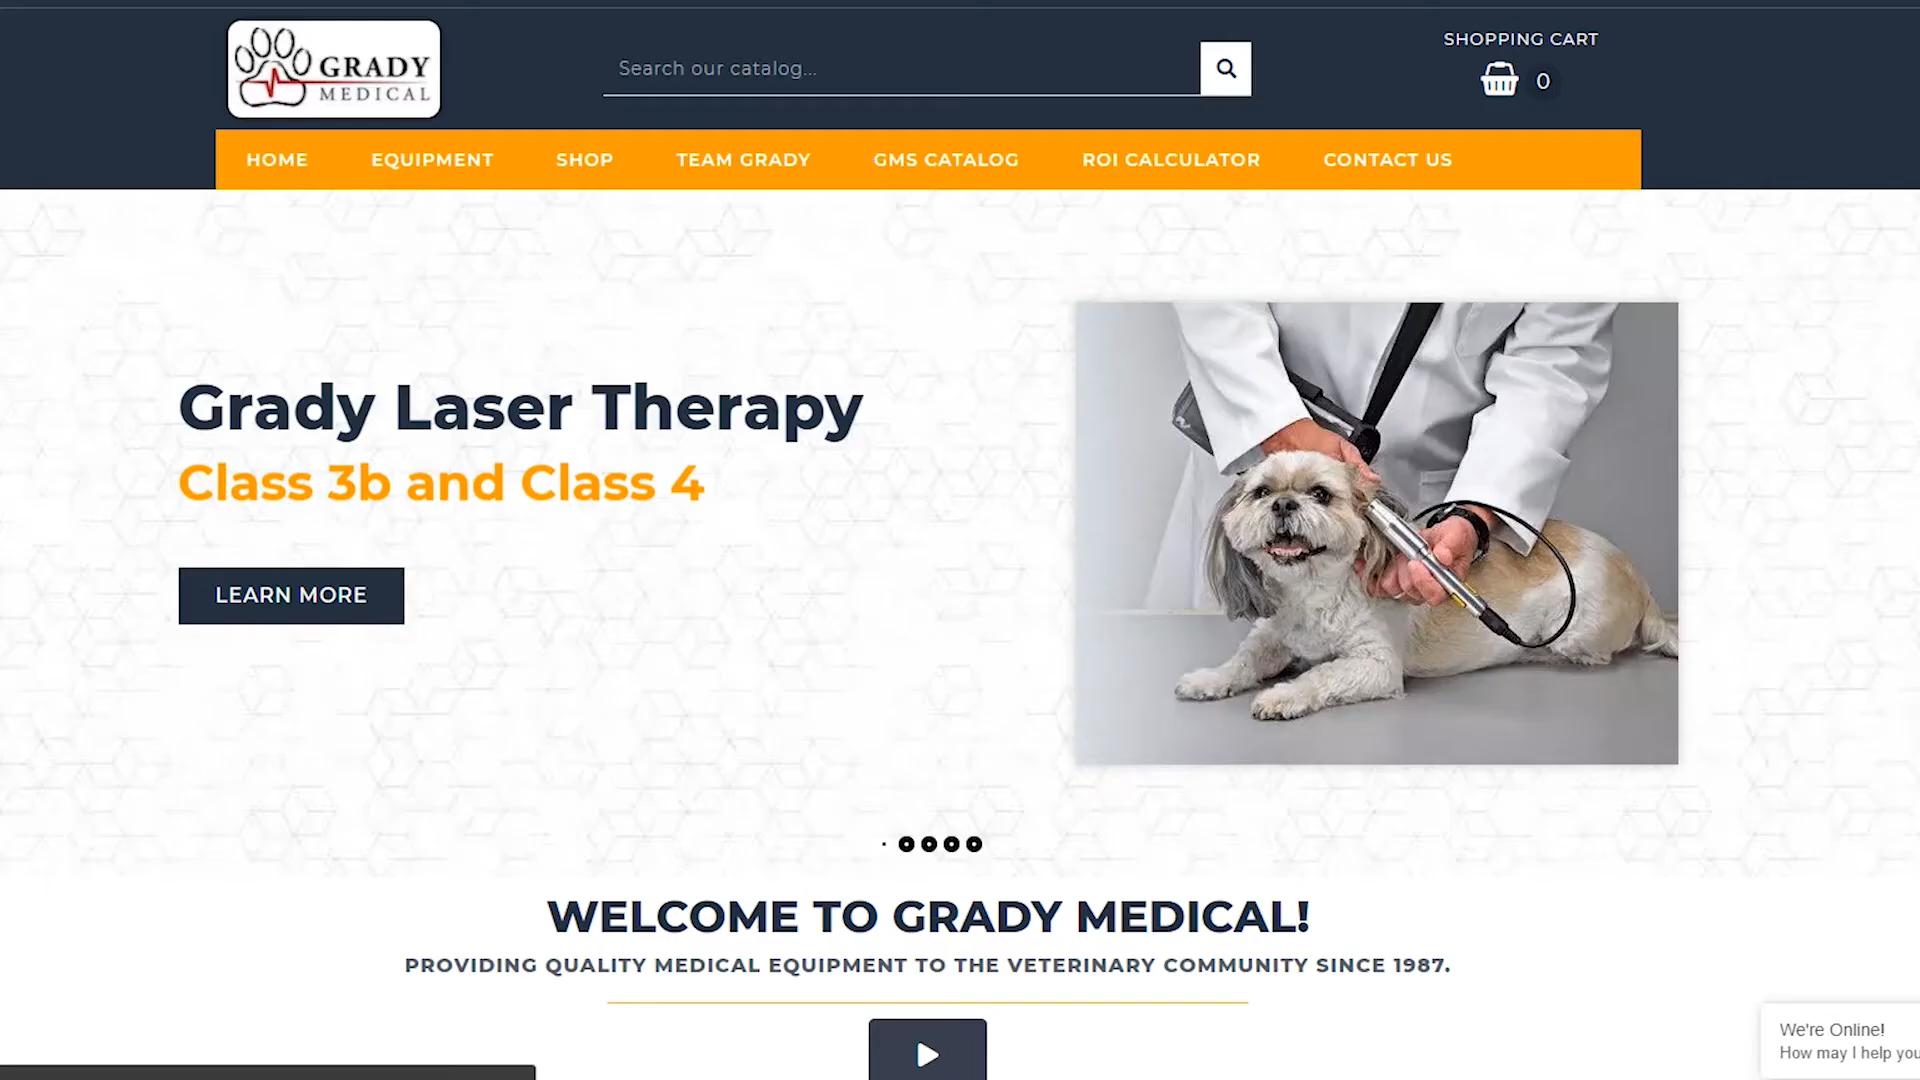 GRADY
MEDICAL
Search our catalog...
SHOPPING CART
0
HOME
EQUIPMENT
SHOP
TEAM GRADY
GMS CATALOG
ROI CALCULATOR
CONTACT US
Grady Laser Therapy
Class 3b and Class 4
LEARN MORE
WELCOME TO GRADY MEDICAL!
PROVIDING QUALITY MEDICAL EQUIPMENT TO THE VETERINARY COMMUNITY SINCE 1987.
We're Online!
How may I help you